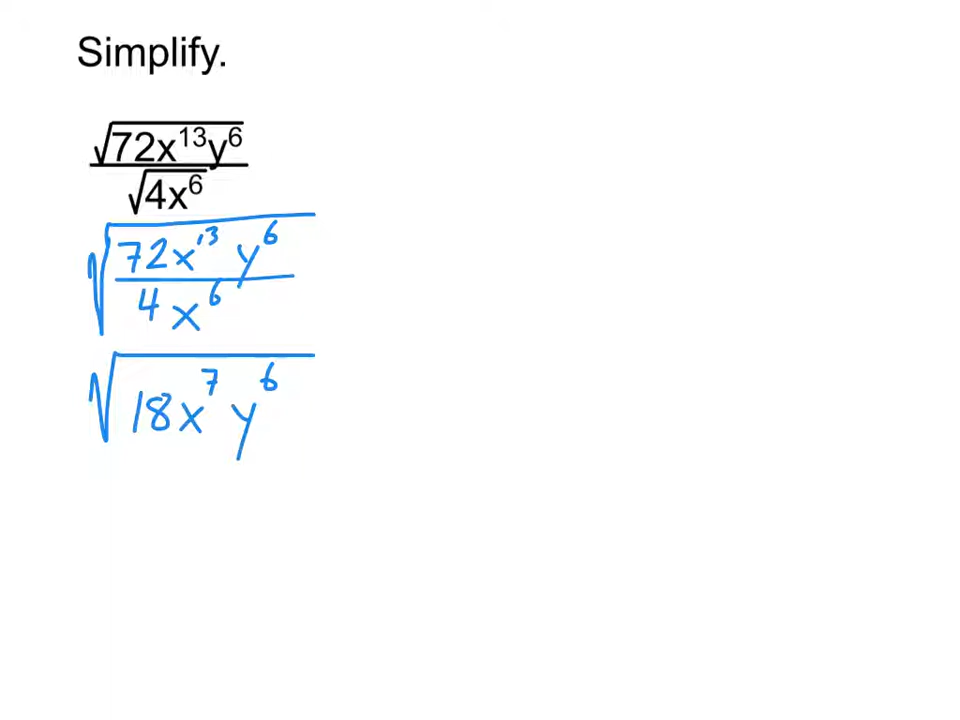 Simplify.
√72x¹³y⁶
√4x⁶
√72x¹³y⁶
4x⁶
√18x⁷y⁶